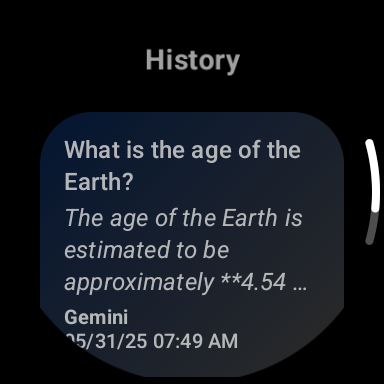 History
What is the age of the
Earth?
The age of the Earth is
estimated to be
approximately **4.54 ...
Gemini
05/31/25 07:49 AM